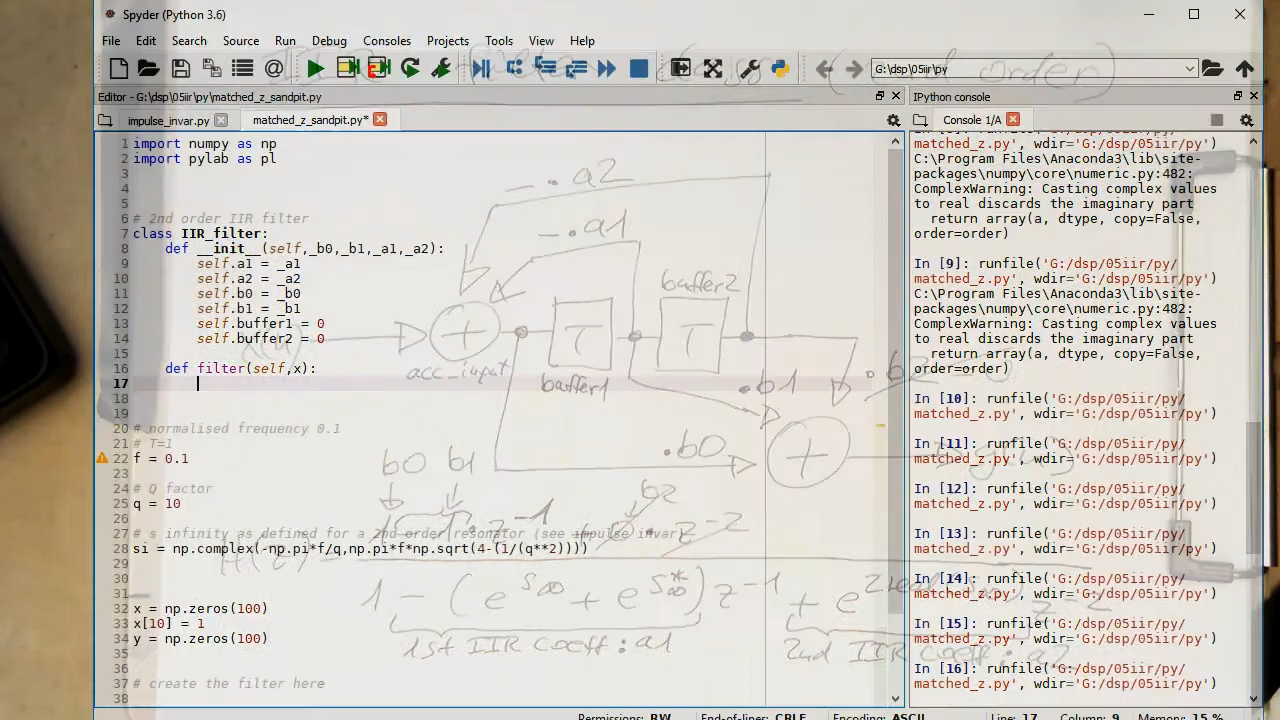 Spyder (Python 3.6)
File Edit Search Source Run Debug Consoles Projects Tools View Help
G:\dsp\05iir\py
Editor - G:\dsp\05iir\py\matched_z_sandpit.py
impulse_invar.py
matched_z_sandpit.py*
1 import numpy as np
2 import pylab as pl
3
4
5
6 # 2nd order IIR filter
7 class IIR_filter:
8 def __init__(self,_b0,_b1,_a1,_a2):
9 self.a1 = _a1
10 self.a2 = _a2
11 self.b0 = _b0
12 self.b1 = _b1
13 self.buffer1 = 0
14 self.buffer2 = 0
15
16 def filter(self,x):
17
18
19
20 # normalised frequency 0.1
21 # T=1
22 f = 0.1
23
24 # Q factor
25 q = 10
26
27 # s infinity as defined for a 2nd order resonator (see impulse invar)
28 si = np.complex(-np.pi*f/q,np.pi*f*np.sqrt(4-(1/(q**2))))
29
30
31
32 x = np.zeros(100)
33 x[10] = 1
34 y = np.zeros(100)
35
36
37 # create the filter here
38
IPython console
Console 1/A
matched_z.py', wdir='G:/dsp/05iir/py')
C:\Program Files\Anaconda3\lib\site-
packages\numpy\core\numeric.py:482:
ComplexWarning: Casting complex values
to real discards the imaginary part
return array(a, dtype, copy=False,
order=order)
In [9]: runfile('G:/dsp/05iir/py/
matched_z.py', wdir='G:/dsp/05iir/py')
C:\Program Files\Anaconda3\lib\site-
packages\numpy\core\numeric.py:482:
ComplexWarning: Casting complex values
to real discards the imaginary part
return array(a, dtype, copy=False,
order=order)
In [10]: runfile('G:/dsp/05iir/py/
matched_z.py', wdir='G:/dsp/05iir/py')
In [11]: runfile('G:/dsp/05iir/py/
matched_z.py', wdir='G:/dsp/05iir/py')
In [12]: runfile('G:/dsp/05iir/py/
matched_z.py', wdir='G:/dsp/05iir/py')
In [13]: runfile('G:/dsp/05iir/py/
matched_z.py', wdir='G:/dsp/05iir/py')
In [14]: runfile('G:/dsp/05iir/py/
matched_z.py', wdir='G:/dsp/05iir/py')
In [15]: runfile('G:/dsp/05iir/py/
matched_z.py', wdir='G:/dsp/05iir/py')
In [16]: runfile('G:/dsp/05iir/py/
matched_z.py', wdir='G:/dsp/05iir/py')
Permissions: RW End-of-lines: CRLF Encoding: ASCII Line: 17 Column: 9 Memory: 15 %
order)
- · a2
- · a1
buffer2
+ T T
acc_input
buffer1
· b1
· b2 = 0
· b0
+
b0 b1
b2
z^-1
· z^-2
1 - (e^s∞ + e^s∞*) z^-1 + e^2 z^-2
1st IIR coeff: a1
2nd IIR coeff: a2